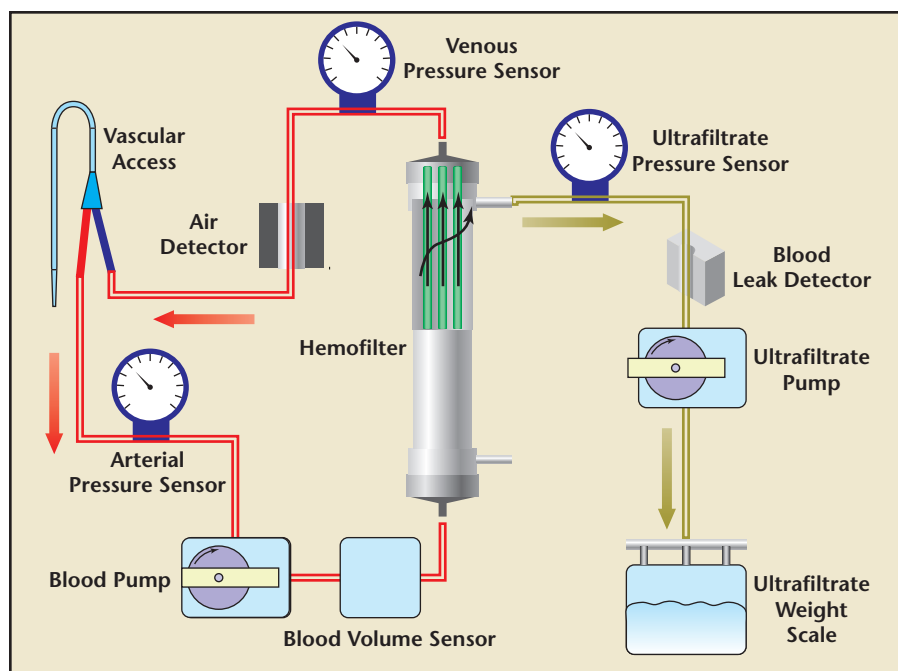 Venous
Pressure Sensor
Vascular
Access
Ultrafiltrate
Pressure Sensor
Air
Detector
Blood
Leak Detector
Hemofilter
Ultrafiltrate
Pump
Arterial
Pressure Sensor
Blood Pump
Blood Volume Sensor
Ultrafiltrate
Weight
Scale